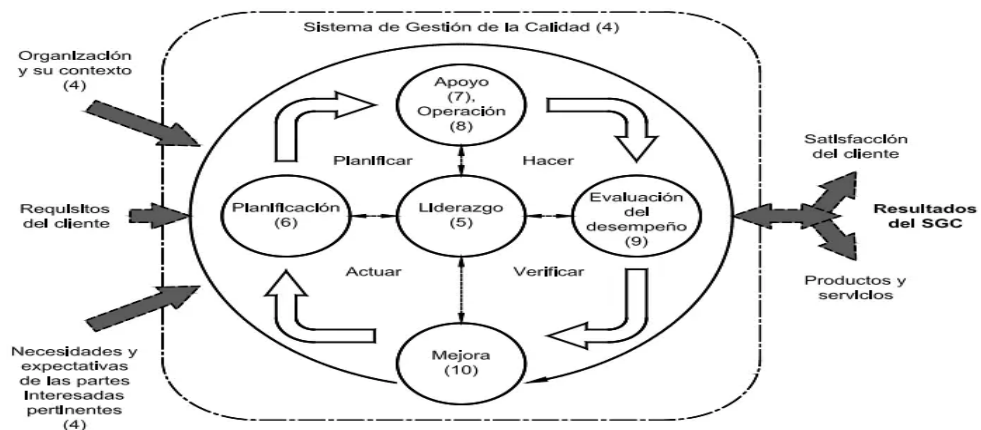 Sistema de Gestión de la Calidad (4)
Organización
y su contexto
(4)
Apoyo
(7),
Operación
(8)
Planificar
Hacer
Satisfacción
del cliente
Requisitos
del cliente
Planificación
(6)
Liderazgo
(5)
Evaluación
del
desempeño
(9)
Resultados
del SGC
Actuar
Verificar
Productos y
servicios
Necesidades y
expectativas
de las partes
interesadas
pertinentes
(4)
Mejora
(10)